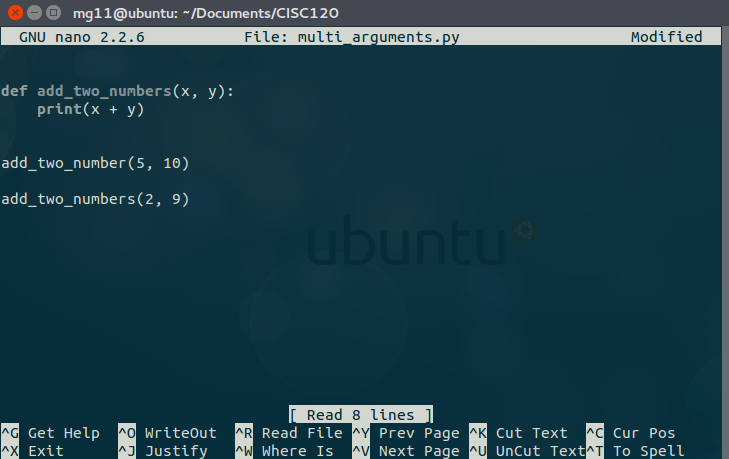 mg11@ubuntu: ~/Documents/CISC120
GNU nano 2.2.6 File: multi_arguments.py Modified
def add_two_numbers(x, y):
print(x + y)
add_two_number(5, 10)
add_two_numbers(2, 9)
ubuntu
[ Read 8 lines ]
^G Get Help ^O WriteOut ^R Read File ^Y Prev Page ^K Cut Text ^C Cur Pos
^X Exit ^J Justify ^W Where Is ^V Next Page ^U UnCut Text ^T To Spell